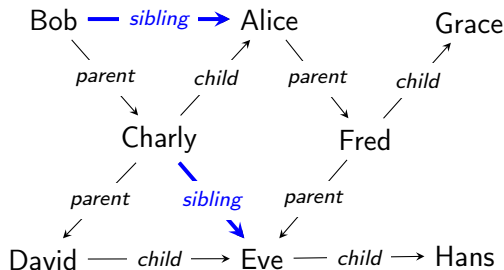 Bob sibling Alice Grace
parent child parent child
Charly Fred
parent sibling parent
David child Eve child Hans